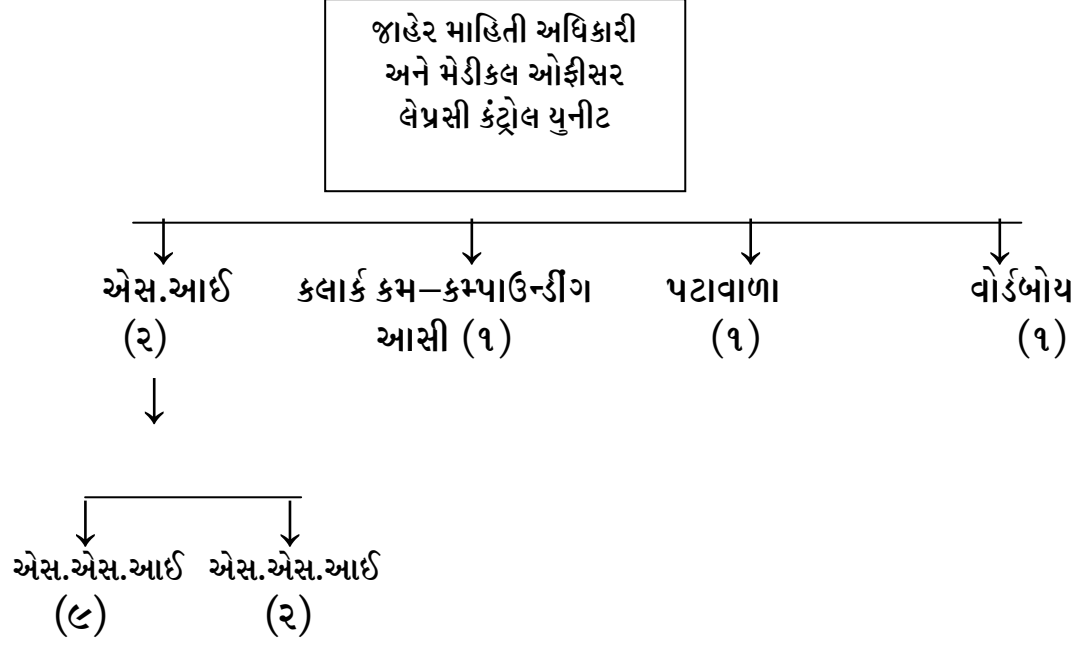 જાહેર માહિતી અધિકારી
અને મેડીકલ ઓફીસર
લેપ્રસી કંટ્રોલ યુનીટ
એસ.આઈ કલાર્ક કમ–કમ્પાઉન્ડીંગ પટાવાળા વોર્ડબોય
(૨) આસી (૧) (૧) (૧)
એસ.એસ.આઈ એસ.એસ.આઈ
(૯) (૨)